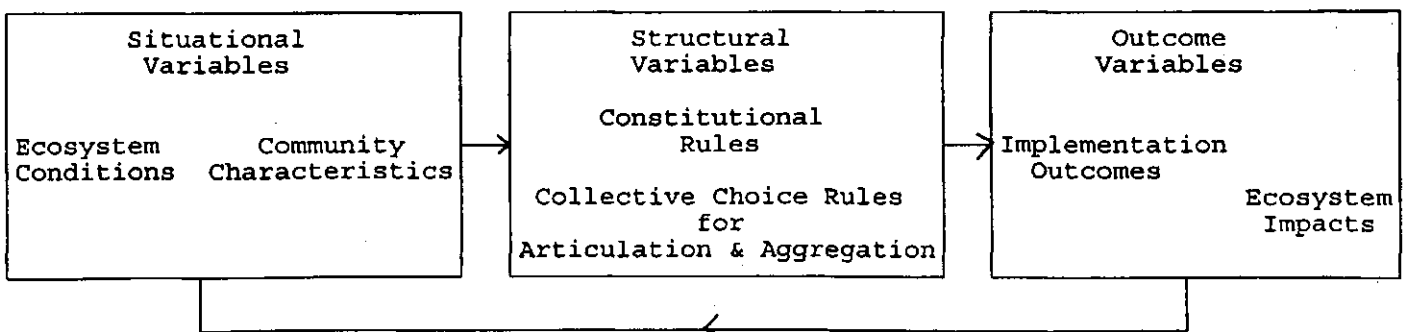 Situational
Variables
Ecosystem
Conditions
Community
Characteristics
Structural
Variables
Constitutional
Rules
Collective Choice Rules
for
Articulation & Aggregation
Outcome
Variables
Implementation
Outcomes
Ecosystem
Impacts